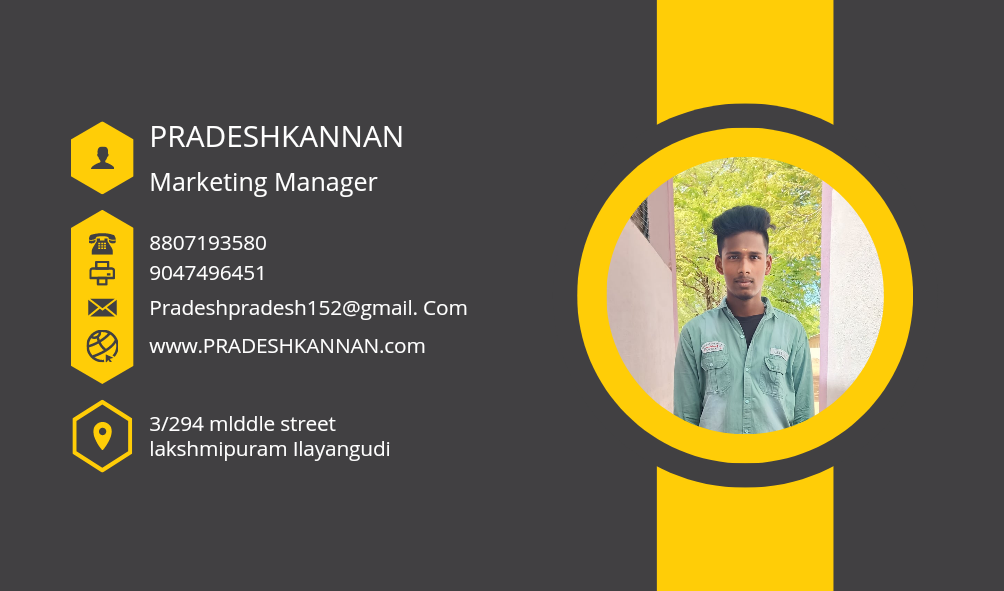 PRADESHKANNAN
Marketing Manager
8807193580
9047496451
Pradeshpradesh152@gmail. Com
www.PRADESHKANNAN.com
3/294 mlddle street
lakshmipuram Ilayangudi